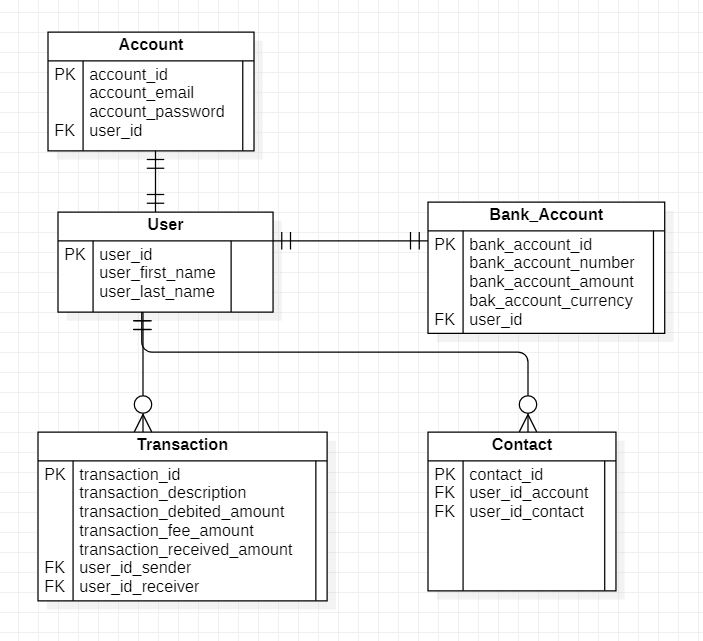 Account
PK account_id
account_email
account_password
FK user_id
User
PK user_id
user_first_name
user_last_name
Bank_Account
PK bank_account_id
bank_account_number
bank_account_amount
bak_account_currency
FK user_id
Transaction
PK transaction_id
transaction_description
transaction_debited_amount
transaction_fee_amount
transaction_received_amount
FK user_id_sender
FK user_id_receiver
Contact
PK contact_id
FK user_id_account
FK user_id_contact